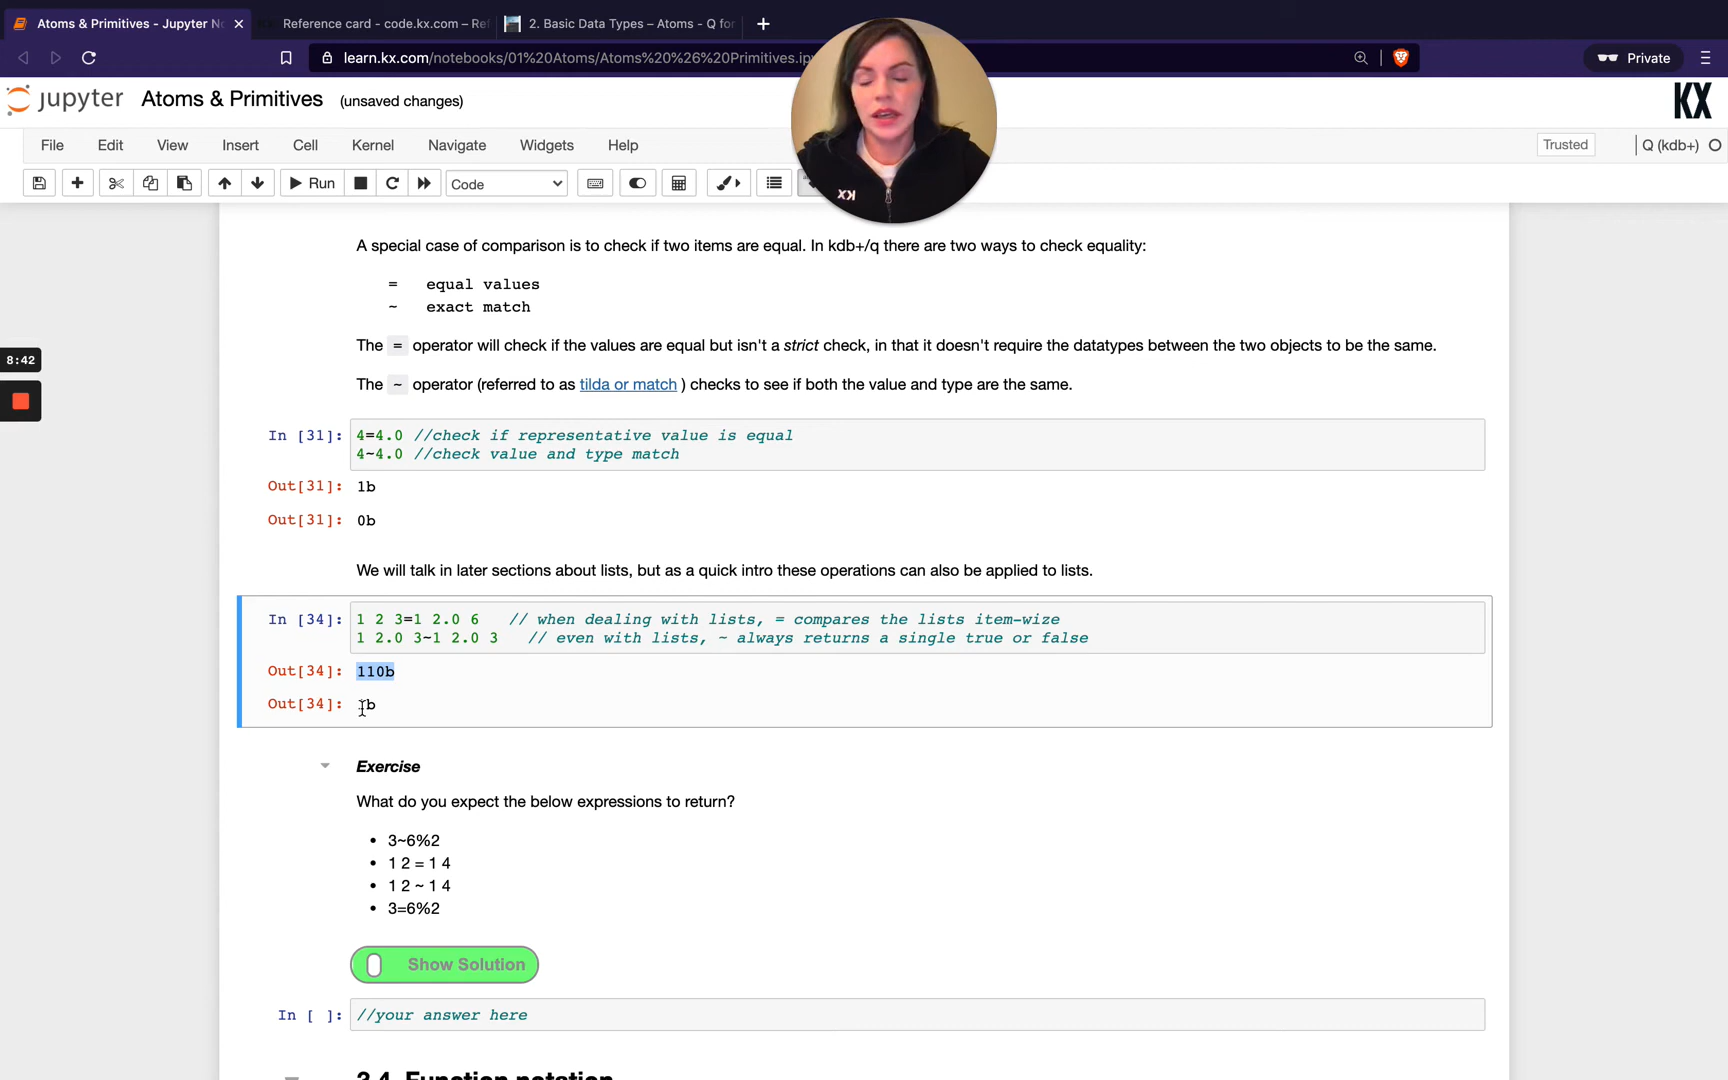 Atoms & Primitives - Jupyter No
Reference card - code.kx.com – Ref
2. Basic Data Types – Atoms - Q for
learn.kx.com/notebooks/01%20Atoms/Atoms%20%26%20Primitives.ip
Private
jupyter
Atoms & Primitives (unsaved changes)
KX
File Edit View Insert Cell Kernel Navigate Widgets Help
Trusted
Q (kdb+)
Run
Code
KX
A special case of comparison is to check if two items are equal. In kdb+/q there are two ways to check equality:
= equal values
~ exact match
The = operator will check if the values are equal but isn't a strict check, in that it doesn't require the datatypes between the two objects to be the same.
8:42
The ~ operator (referred to as tilda or match ) checks to see if both the value and type are the same.
In [31]: 4=4.0 //check if representative value is equal
4~4.0 //check value and type match
Out[31]: 1b
Out[31]: 0b
We will talk in later sections about lists, but as a quick intro these operations can also be applied to lists.
In [34]: 1 2 3=1 2.0 6 // when dealing with lists, = compares the lists item-wize
1 2.0 3~1 2.0 3 // even with lists, ~ always returns a single true or false
Out[34]: 110b
Out[34]: b
Exercise
What do you expect the below expressions to return?
• 3~6%2
• 1 2 = 1 4
• 1 2 ~ 1 4
• 3=6%2
Show Solution
In [ ]: //your answer here
3.4. Function notation